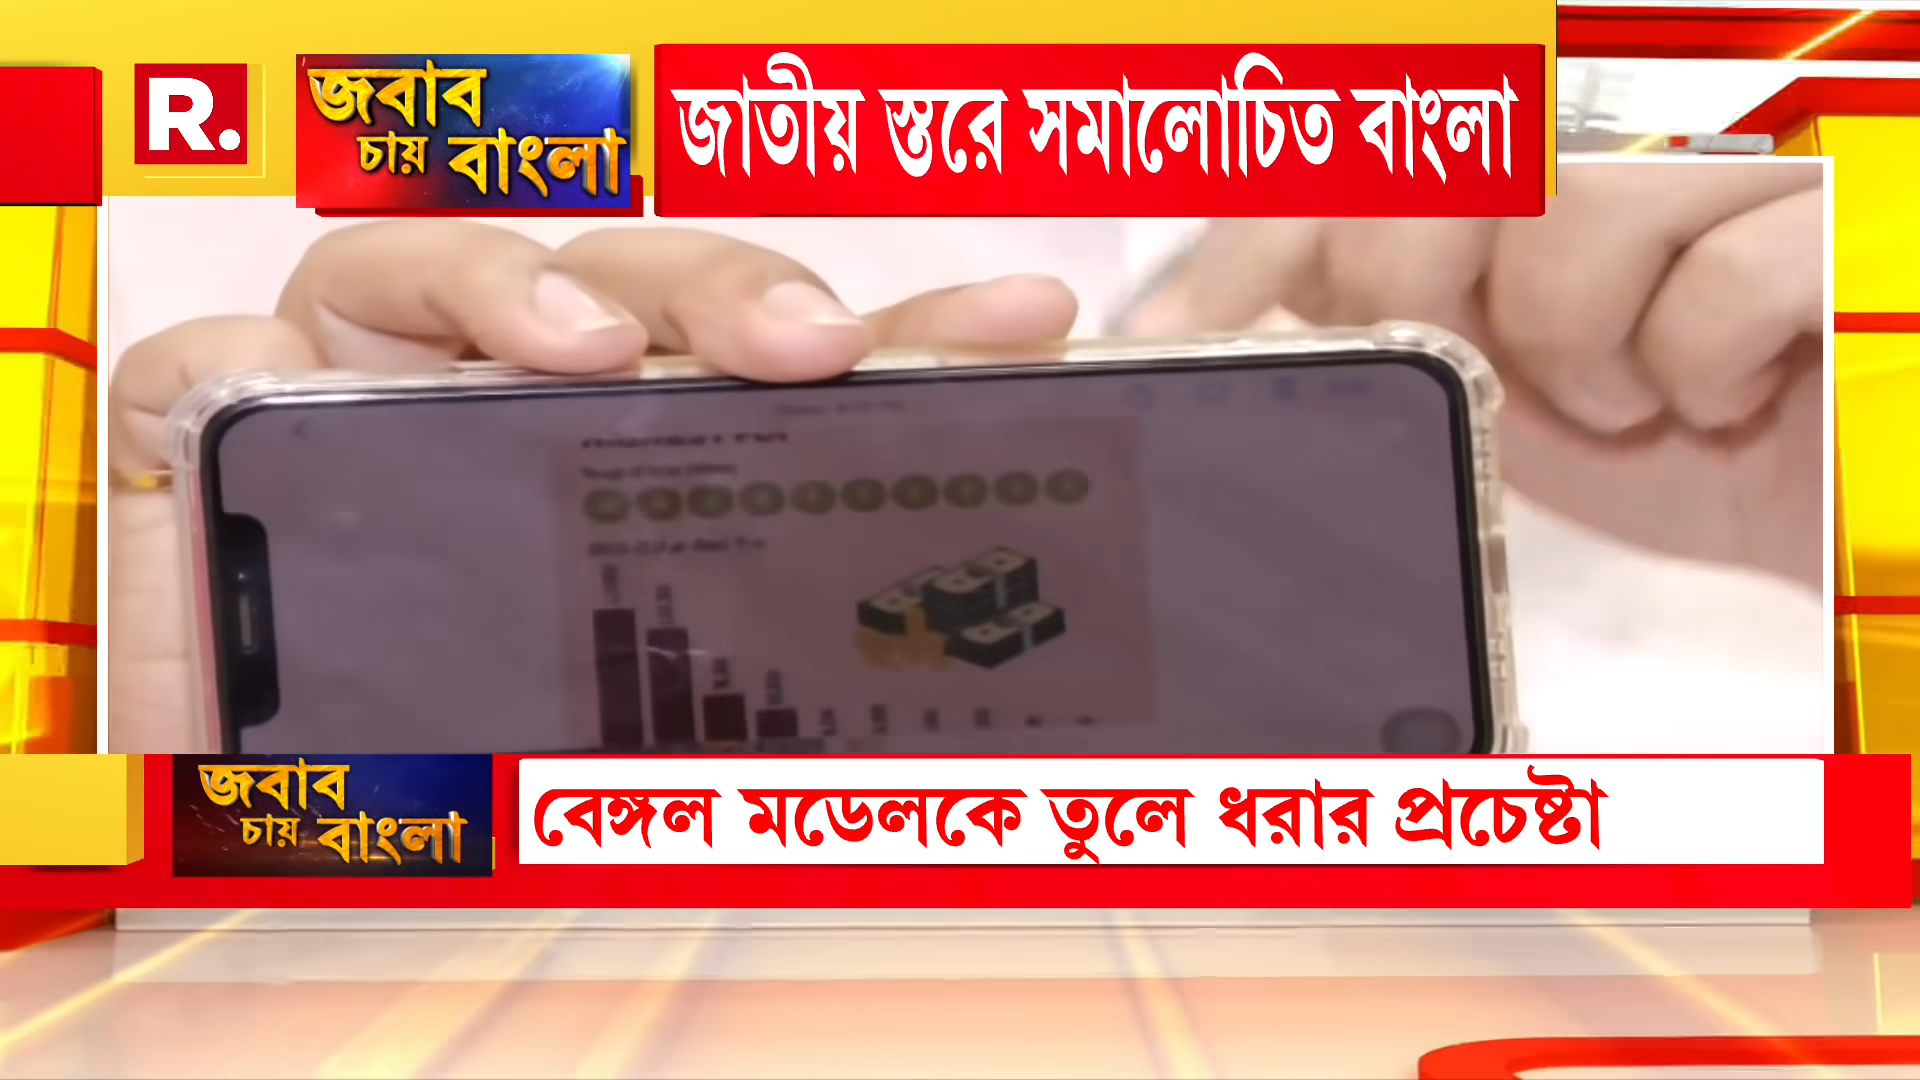 R.
জবাব
চায় বাংলা
জাতীয় স্তরে সমালোচিত বাংলা
জবাব
চায় বাংলা
বেঙ্গল মডেলকে তুলে ধরার প্রচেষ্টা